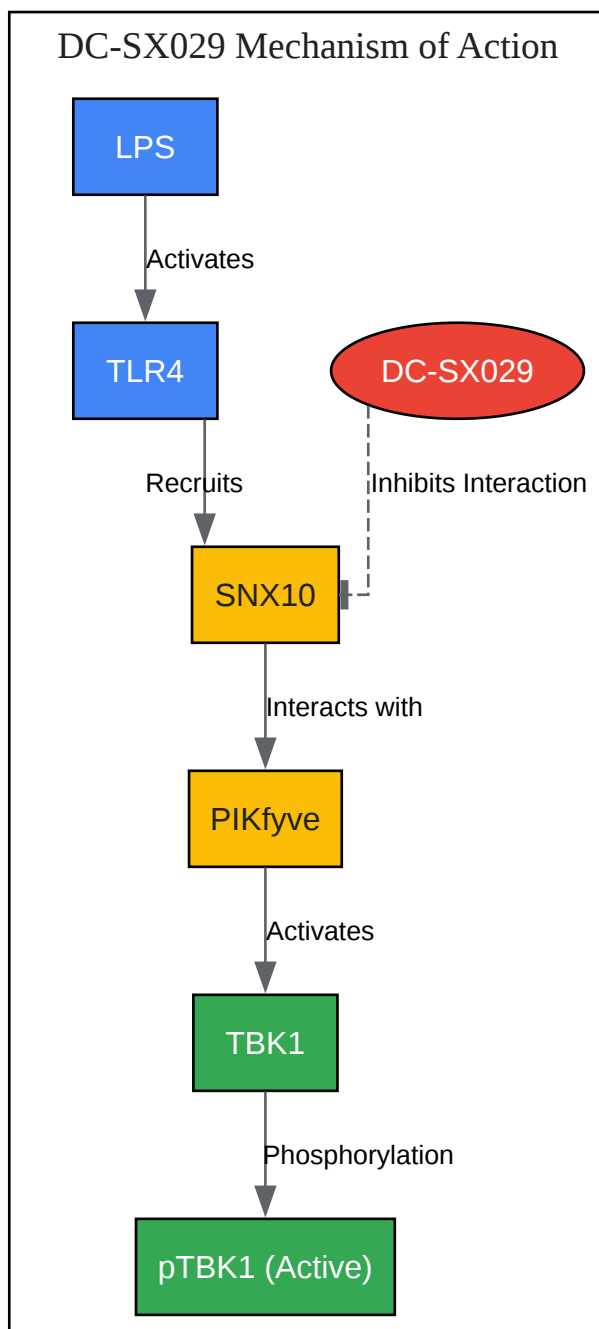 DC-SX029 Mechanism of Action
LPS
Activates
TLR4
DC-SX029
Recruits
Inhibits Interaction
SNX10
Interacts with
PIKfyve
Activates
TBK1
Phosphorylation
pTBK1 (Active)